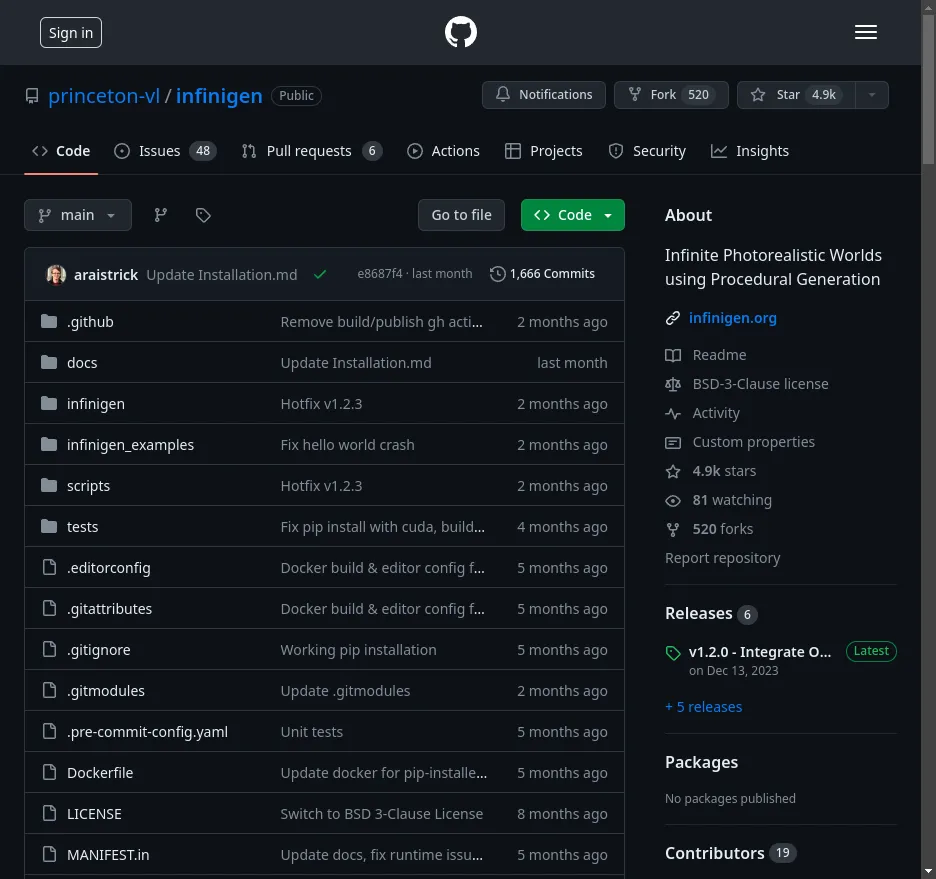 Sign in
princeton-vl / infinigen Public
Notifications Fork 520 Star 4.9k
Code Issues 48 Pull requests 6 Actions Projects Security Insights
main Go to file Code
araistrick Update Installation.md e8687f4 · last month 1,666 Commits
.github Remove build/publish gh acti... 2 months ago
docs Update Installation.md last month
infinigen Hotfix v1.2.3 2 months ago
infinigen_examples Fix hello world crash 2 months ago
scripts Hotfix v1.2.3 2 months ago
tests Fix pip install with cuda, build... 4 months ago
.editorconfig Docker build & editor config f... 5 months ago
.gitattributes Docker build & editor config f... 5 months ago
.gitignore Working pip installation 5 months ago
.gitmodules Update .gitmodules 2 months ago
.pre-commit-config.yaml Unit tests 5 months ago
Dockerfile Update docker for pip-installe... 5 months ago
LICENSE Switch to BSD 3-Clause License 8 months ago
MANIFEST.in Update docs, fix runtime issu... 5 months ago
About
Infinite Photorealistic Worlds
using Procedural Generation
infinigen.org
Readme
BSD-3-Clause license
Activity
Custom properties
4.9k stars
81 watching
520 forks
Report repository
Releases 6
v1.2.0 - Integrate O... Latest
on Dec 13, 2023
+ 5 releases
Packages
No packages published
Contributors 19